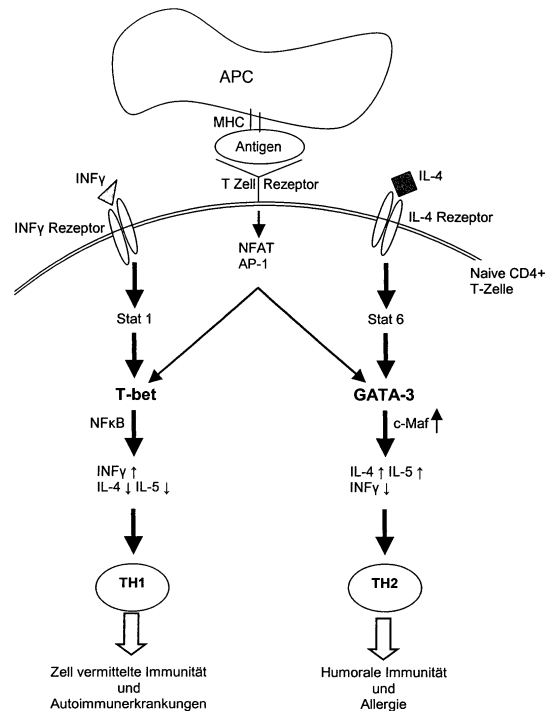 APC
MHC
Antigen
T Zell Rezeptor
INFγ
IL-4
INFγ Rezeptor
IL-4 Rezeptor
NFAT
AP-1
Naive CD4+
T-Zelle
Stat 1
Stat 6
T-bet
GATA-3
NFκB
c-Maf ↑
INFγ ↑
IL-4 ↓ IL-5 ↓
IL-4 ↑ IL-5 ↑
INFγ ↓
TH1
TH2
Zell vermittelte Immunität
und
Autoimmunerkrankungen
Humorale Immunität
und
Allergie